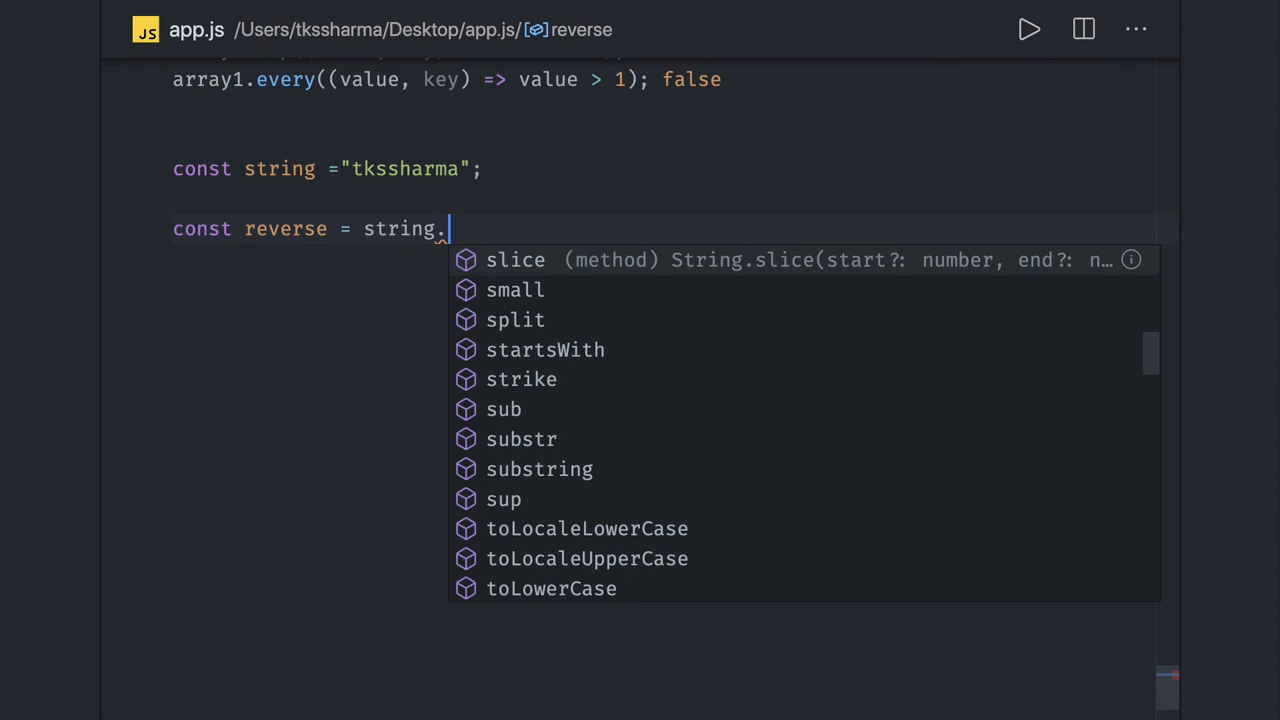 JS app.js /Users/tkssharma/Desktop/app.js/reverse
array1.every((value, key) => value > 1); false
const string ="tkssharma";
const reverse = string.
slice (method) String.slice(start?: number, end?: n…
small
split
startsWith
strike
sub
substr
substring
sup
toLocaleLowerCase
toLocaleUpperCase
toLowerCase